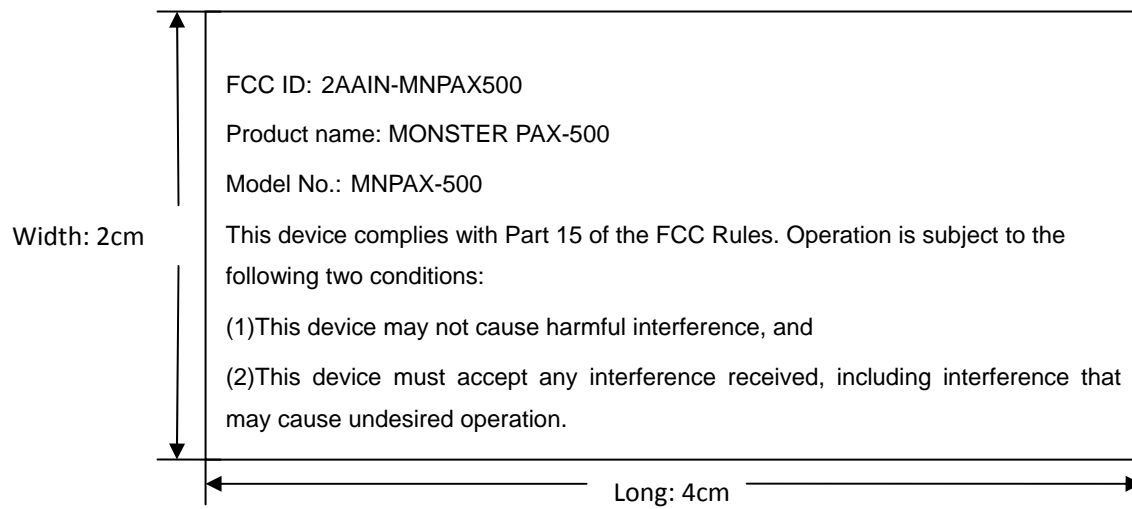 FCC ID: 2AAIN-MNPAX500
Product name: MONSTER PAX-500
Model No.: MNPAX-500
Width: 2cm
This device complies with Part 15 of the FCC Rules. Operation is subject to the
following two conditions:
(1)This device may not cause harmful interference, and
(2)This device must accept any interference received, including interference that
may cause undesired operation.
Long: 4cm